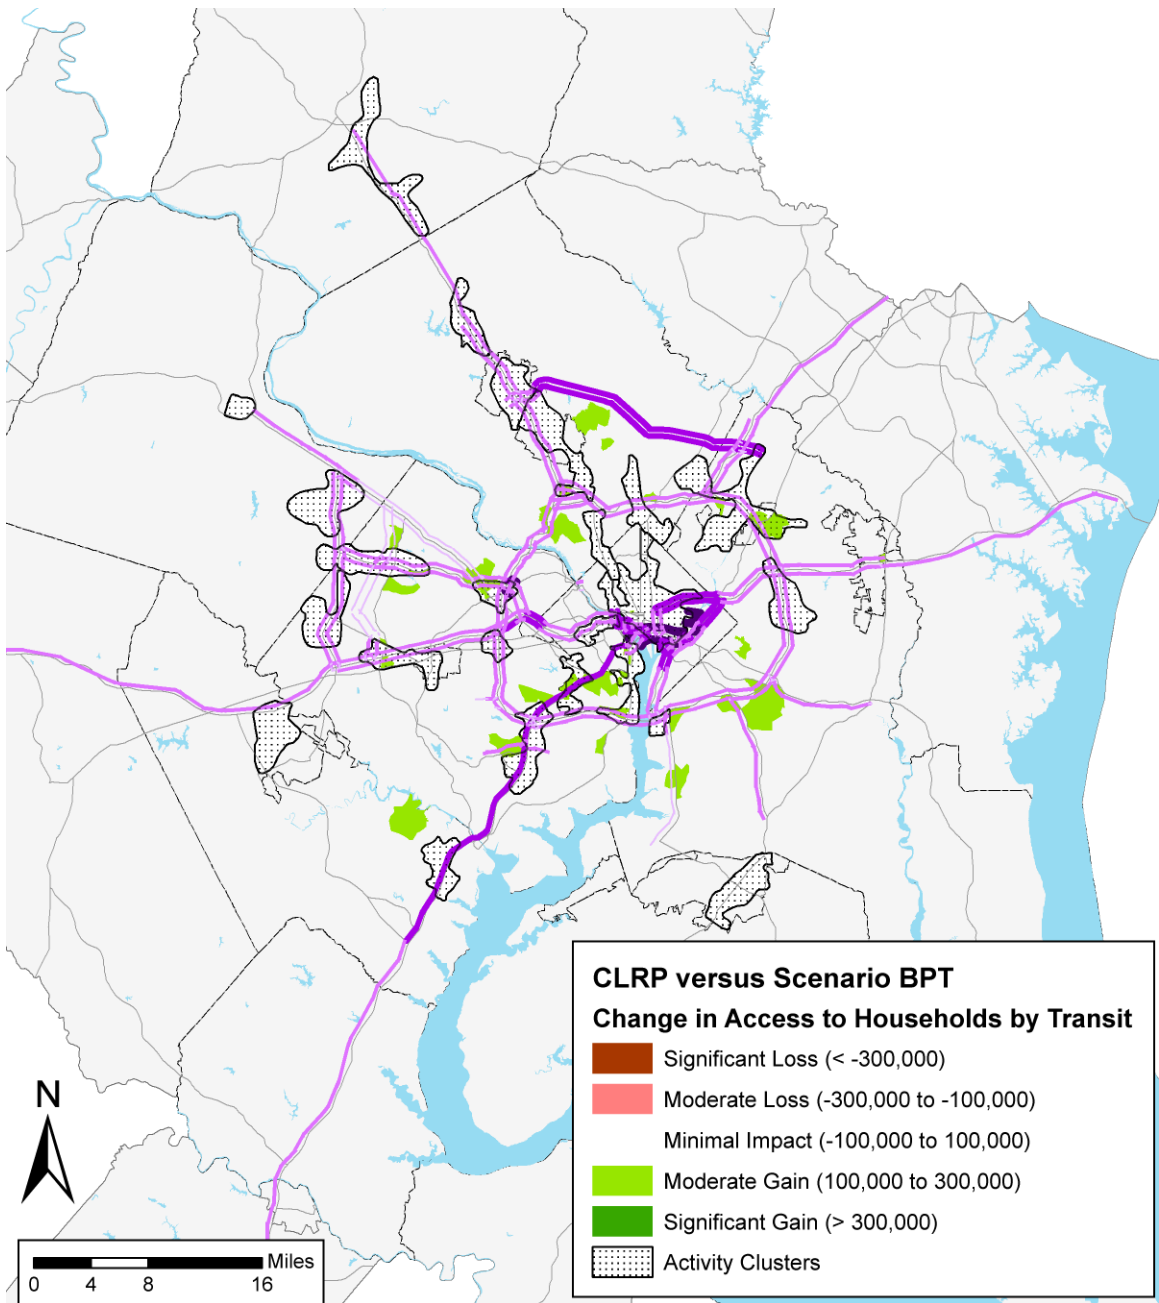 CLRP versus Scenario BPT
Change in Access to Households by Transit
Significant Loss (< -300,000)
Moderate Loss (-300,000 to -100,000)
Minimal Impact (-100,000 to 100,000)
Moderate Gain (100,000 to 300,000)
Significant Gain (> 300,000)
Activity Clusters
N
Miles
0 4 8 16